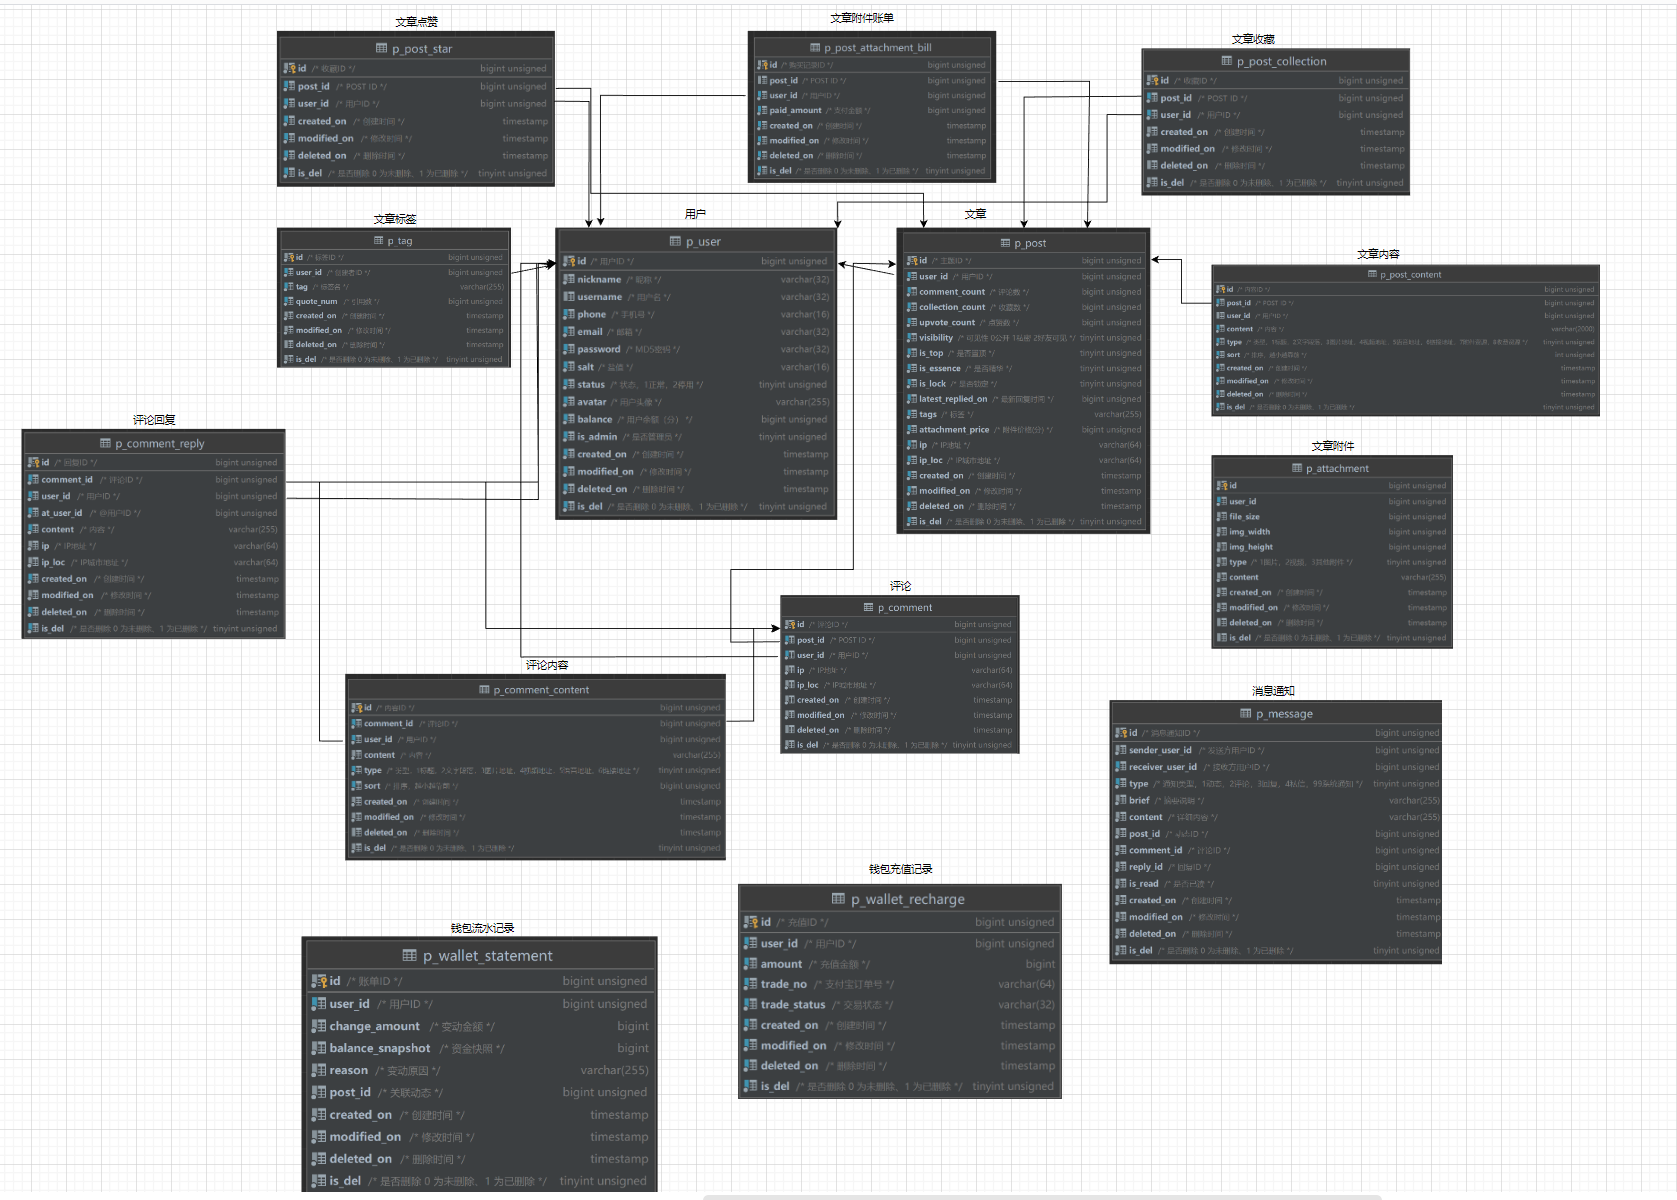 文章点赞
p_post_star
id /* 收藏ID */ bigint unsigned
post_id /* POST ID */ bigint unsigned
user_id /* 用户ID */ bigint unsigned
created_on /* 创建时间 */ timestamp
modified_on /* 修改时间 */ timestamp
deleted_on /* 删除时间 */ timestamp
is_del /* 是否删除 0 为未删除、1 为已删除 */ tinyint unsigned
文章附件账单
p_post_attachment_bill
id /* 购买记录ID */ bigint unsigned
post_id /* POST ID */ bigint unsigned
user_id /* 用户ID */ bigint unsigned
paid_amount /* 支付金额 */ bigint unsigned
created_on /* 创建时间 */ timestamp
modified_on /* 修改时间 */ timestamp
deleted_on /* 删除时间 */ timestamp
is_del /* 是否删除 0 为未删除、1 为已删除 */ tinyint unsigned
文章收藏
p_post_collection
id /* 收藏ID */ bigint unsigned
post_id /* POST ID */ bigint unsigned
user_id /* 用户ID */ bigint unsigned
created_on /* 创建时间 */ timestamp
modified_on /* 修改时间 */ timestamp
deleted_on /* 删除时间 */ timestamp
is_del /* 是否删除 0 为未删除、1 为已删除 */ tinyint unsigned
文章标签
p_tag
id /* 标签ID */ bigint unsigned
user_id /* 创建者ID */ bigint unsigned
tag /* 标签名 */ varchar(255)
quote_num /* 引用数 */ bigint unsigned
created_on /* 创建时间 */ timestamp
modified_on /* 修改时间 */ timestamp
deleted_on /* 删除时间 */ timestamp
is_del /* 是否删除 0 为未删除、1 为已删除 */ tinyint unsigned
用户
p_user
id /* 用户ID */ bigint unsigned
nickname /* 昵称 */ varchar(32)
username /* 用户名 */ varchar(32)
phone /* 手机号 */ varchar(16)
email /* 邮箱 */ varchar(32)
password /* MD5密码 */ varchar(32)
salt /* 盐值 */ varchar(16)
status /* 状态，1正常，2停用 */ tinyint unsigned
avatar /* 用户头像 */ varchar(255)
balance /* 用户余额（分） */ bigint unsigned
is_admin /* 是否管理员 */ tinyint unsigned
created_on /* 创建时间 */ timestamp
modified_on /* 修改时间 */ timestamp
deleted_on /* 删除时间 */ timestamp
is_del /* 是否删除 0 为未删除、1 为已删除 */ tinyint unsigned
文章
p_post
id /* 主题ID */ bigint unsigned
user_id /* 用户ID */ bigint unsigned
comment_count /* 评论数 */ bigint unsigned
collection_count /* 收藏数 */ bigint unsigned
upvote_count /* 点赞数 */ bigint unsigned
visibility /* 可见性 0公开 1私密 2好友可见 */ tinyint unsigned
is_top /* 是否置顶 */ tinyint unsigned
is_essence /* 是否精华 */ tinyint unsigned
is_lock /* 是否锁定 */ tinyint unsigned
latest_replied_on /* 最新回复时间 */ bigint unsigned
tags /* 标签 */ varchar(255)
attachment_price /* 附件价格(分) */ bigint unsigned
ip /* IP地址 */ varchar(64)
ip_loc /* IP城市地址 */ varchar(64)
created_on /* 创建时间 */ timestamp
modified_on /* 修改时间 */ timestamp
deleted_on /* 删除时间 */ timestamp
is_del /* 是否删除 0 为未删除、1 为已删除 */ tinyint unsigned
文章内容
p_post_content
id /* 内容ID */ bigint unsigned
post_id /* POST ID */ bigint unsigned
user_id /* 用户ID */ bigint unsigned
content /* 内容 */ varchar(2000)
type tinyint unsigned
sort int unsigned
created_on /* 创建时间 */ timestamp
modified_on /* 修改时间 */ timestamp
deleted_on /* 删除时间 */ timestamp
is_del /* 是否删除 0 为未删除、1 为已删除 */ tinyint unsigned
评论回复
p_comment_reply
id /* 回复ID */ bigint unsigned
comment_id /* 评论ID */ bigint unsigned
user_id /* 用户ID */ bigint unsigned
at_user_id /* @用户ID */ bigint unsigned
content /* 内容 */ varchar(255)
ip /* IP地址 */ varchar(64)
ip_loc /* IP城市地址 */ varchar(64)
created_on /* 创建时间 */ timestamp
modified_on /* 修改时间 */ timestamp
deleted_on /* 删除时间 */ timestamp
is_del /* 是否删除 0 为未删除、1 为已删除 */ tinyint unsigned
文章附件
p_attachment
id bigint unsigned
user_id bigint unsigned
file_size bigint unsigned
img_width bigint unsigned
img_height bigint unsigned
type /* 1图片，2视频，3其他附件 */ tinyint unsigned
content varchar(255)
created_on /* 创建时间 */ timestamp
modified_on /* 修改时间 */ timestamp
deleted_on /* 删除时间 */ timestamp
is_del /* 是否删除 0 为未删除、1 为已删除 */ tinyint unsigned
评论
p_comment
id /* 评论ID */ bigint unsigned
post_id /* POST ID */ bigint unsigned
user_id /* 用户ID */ bigint unsigned
ip /* IP地址 */ varchar(64)
ip_loc /* IP城市地址 */ varchar(64)
created_on /* 创建时间 */ timestamp
modified_on /* 修改时间 */ timestamp
deleted_on /* 删除时间 */ timestamp
is_del /* 是否删除 0 为未删除、1 为已删除 */ tinyint unsigned
评论内容
p_comment_content
id /* 内容ID */ bigint unsigned
comment_id /* 评论ID */ bigint unsigned
user_id /* 用户ID */ bigint unsigned
content /* 内容 */ varchar(255)
type tinyint unsigned
sort bigint unsigned
created_on /* 创建时间 */ timestamp
modified_on /* 修改时间 */ timestamp
deleted_on /* 删除时间 */ timestamp
is_del /* 是否删除 0 为未删除、1 为已删除 */ tinyint unsigned
消息通知
p_message
id /* 消息通知ID */ bigint unsigned
sender_user_id /* 发送方用户ID */ bigint unsigned
receiver_user_id /* 接收方用户ID */ bigint unsigned
type /* 通知类型，1动态，2评论，3回复，4私信，99系统通知 */ tinyint unsigned
brief /* 摘要说明 */ varchar(255)
content /* 详细内容 */ varchar(255)
post_id /* 动态ID */ bigint unsigned
comment_id /* 评论ID */ bigint unsigned
reply_id /* 回复ID */ bigint unsigned
is_read /* 是否已读 */ tinyint unsigned
created_on /* 创建时间 */ timestamp
modified_on /* 修改时间 */ timestamp
deleted_on /* 删除时间 */ timestamp
is_del /* 是否删除 0 为未删除、1 为已删除 */ tinyint unsigned
钱包充值记录
p_wallet_recharge
id /* 充值ID */ bigint unsigned
user_id /* 用户ID */ bigint unsigned
amount /* 充值金额 */ bigint
trade_no /* 支付宝订单号 */ varchar(64)
trade_status /* 交易状态 */ varchar(32)
created_on /* 创建时间 */ timestamp
modified_on /* 修改时间 */ timestamp
deleted_on /* 删除时间 */ timestamp
is_del /* 是否删除 0 为未删除、1 为已删除 */ tinyint unsigned
钱包流水记录
p_wallet_statement
id /* 账单ID */ bigint unsigned
user_id /* 用户ID */ bigint unsigned
change_amount /* 变动金额 */ bigint
balance_snapshot /* 资金快照 */ bigint
reason /* 变动原因 */ varchar(255)
post_id /* 关联动态 */ bigint unsigned
created_on /* 创建时间 */ timestamp
modified_on /* 修改时间 */ timestamp
deleted_on /* 删除时间 */ timestamp
is_del /* 是否删除 0 为未删除、1 为已删除 */ tinyint unsigned